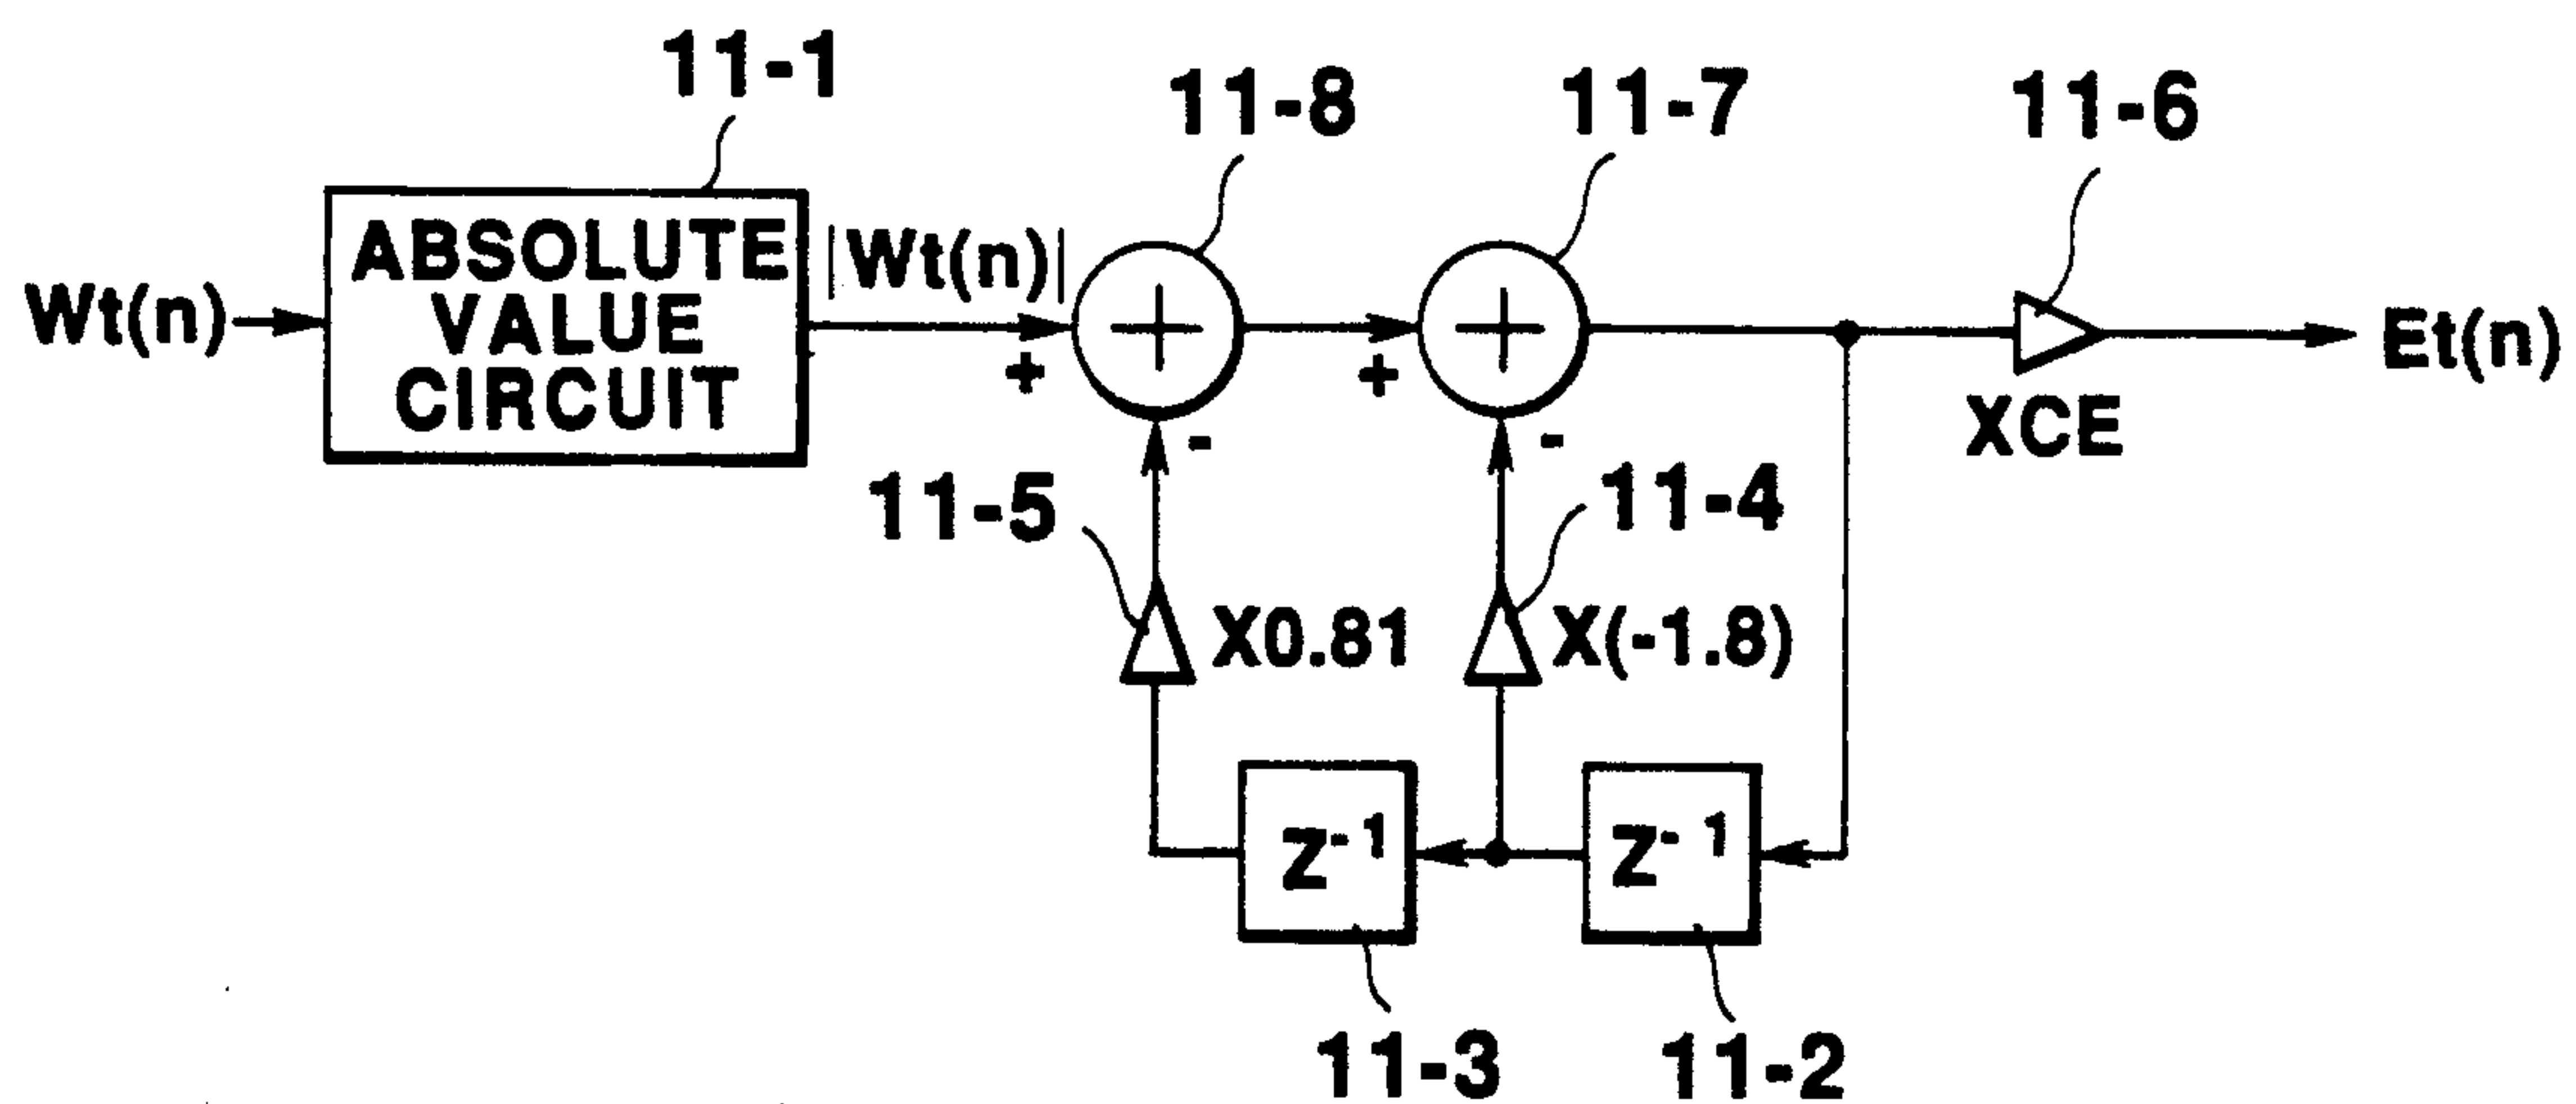 11-1
11-8
11-7
11-6
ABSOLUTE
VALUE
CIRCUIT
Wt(n)
|Wt(n)|
+
+
+
+
Et(n)
XCE
-
-
11-5
11-4
X0.81
X(-1.8)
Z⁻¹
Z⁻¹
11-3
11-2